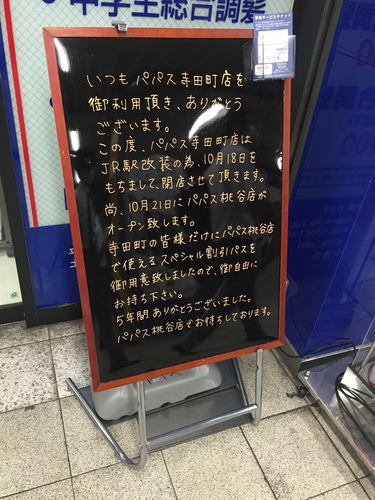 小中学生総合調髪
いつもパパス寺田町店を
御利用頂き、ありがとう
ございます。
この度、パパス寺田町店は
JR駅改装の為、10月18日を
もちまして、閉店させて頂きます。
尚、10月21日にパパス桃谷店が
オープン致します。
寺田町の皆様だけにパパス桃谷店
で使えるスペシャル割引パスを
御用意致しましたので、御自由に
お持ち下さい。
5年間ありがとうございました。
パパス桃谷店でお待ちしております。